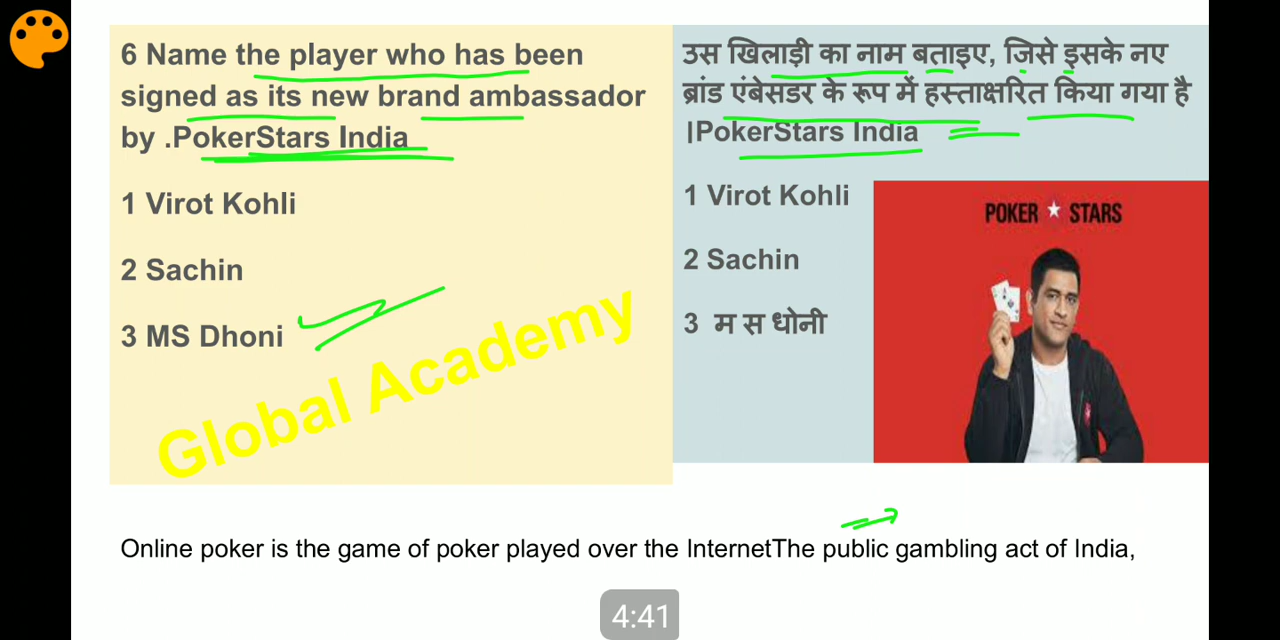 6 Name the player who has been
signed as its new brand ambassador
by .PokerStars India
1 Virot Kohli
2 Sachin
3 MS Dhoni
Global Academy
उस खिलाड़ी का नाम बताइए, जिसे इसके नए
ब्रांड एंबेसडर के रूप में हस्ताक्षरित किया गया है
।PokerStars India
1 Virot Kohli
2 Sachin
3 म स धोनी
POKER STARS
Online poker is the game of poker played over the InternetThe public gambling act of India,
4:41